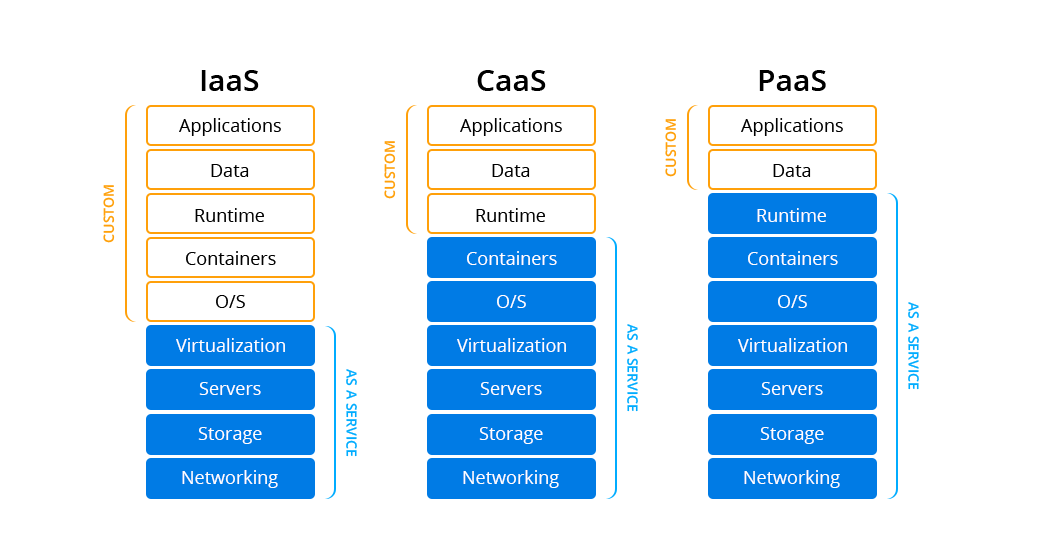 IaaS
CUSTOM
Applications
Data
Runtime
Containers
O/S
Virtualization
Servers
Storage
Networking
AS A SERVICE
CaaS
CUSTOM
Applications
Data
Runtime
Containers
O/S
Virtualization
Servers
Storage
Networking
AS A SERVICE
PaaS
CUSTOM
Applications
Data
Runtime
Containers
O/S
Virtualization
Servers
Storage
Networking
AS A SERVICE